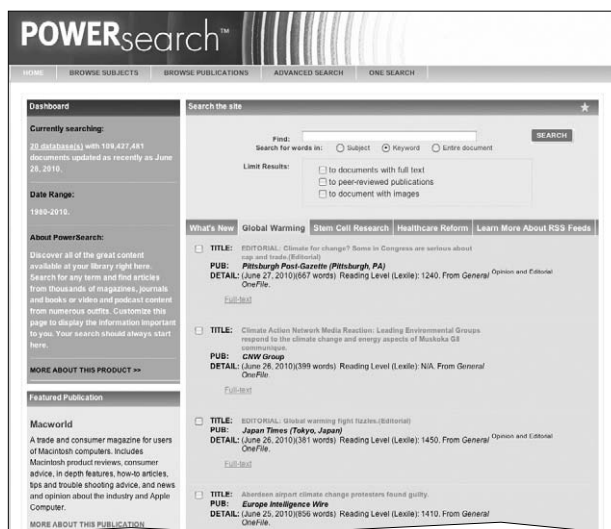 POWERsearch™
HOME BROWSE SUBJECTS BROWSE PUBLICATIONS ADVANCED SEARCH ONE SEARCH
Dashboard
Currently searching:
20 database(s) with 109,427,481
documents updated as recently as June
28, 2010.
Date Range:
1980-2010.
About PowerSearch:
Discover all of the great content
available at your library right here.
Search for any term and find articles
from thousands of magazines, journals
and books or video and podcast content
from numerous outfits. Customize this
page to display the information important
to you. Your search should always start
here.
MORE ABOUT THIS PRODUCT >>
Featured Publication
Macworld
A trade and consumer magazine for users
of Macintosh computers. Includes
Macintosh product reviews, consumer
advice, in depth features, how-to articles,
tips and trouble shooting advice, and news
and opinion about the industry and Apple
Computer.
MORE ABOUT THIS PUBLICATION
Search the site
Find:
SEARCH
Search for words in: Subject Keyword Entire document
Limit Results:
to documents with full text
to peer-reviewed publications
to document with images
What's New Global Warming Stem Cell Research Healthcare Reform Learn More About RSS Feeds
TITLE: EDITORIAL: Climate for change? Some in Congress are serious about
cap and trade.(Editorial)
PUB: Pittsburgh Post-Gazette (Pittsburgh, PA)
DETAIL: (June 27, 2010)(667 words) Reading Level (Lexile): 1240. From General Opinion and Editorial
OneFile.
Full-text
TITLE: Climate Action Network Media Reaction: Leading Environmental Groups
respond to the climate change and energy aspects of Muskoka G8
communique.
PUB: CNW Group
DETAIL: (June 26, 2010)(399 words) Reading Level (Lexile): N/A. From General
OneFile.
Full-text
TITLE: EDITORIAL: Global warming fight fizzles.(Editorial)
PUB: Japan Times (Tokyo, Japan)
DETAIL: (June 26, 2010)(381 words) Reading Level (Lexile): 1450. From General Opinion and Editorial
OneFile.
Full-text
TITLE: Aberdeen airport climate change protesters found guilty.
PUB: Europe Intelligence Wire
DETAIL: (June 25, 2010)(856 words) Reading Level (Lexile): 1410. From General
OneFile.